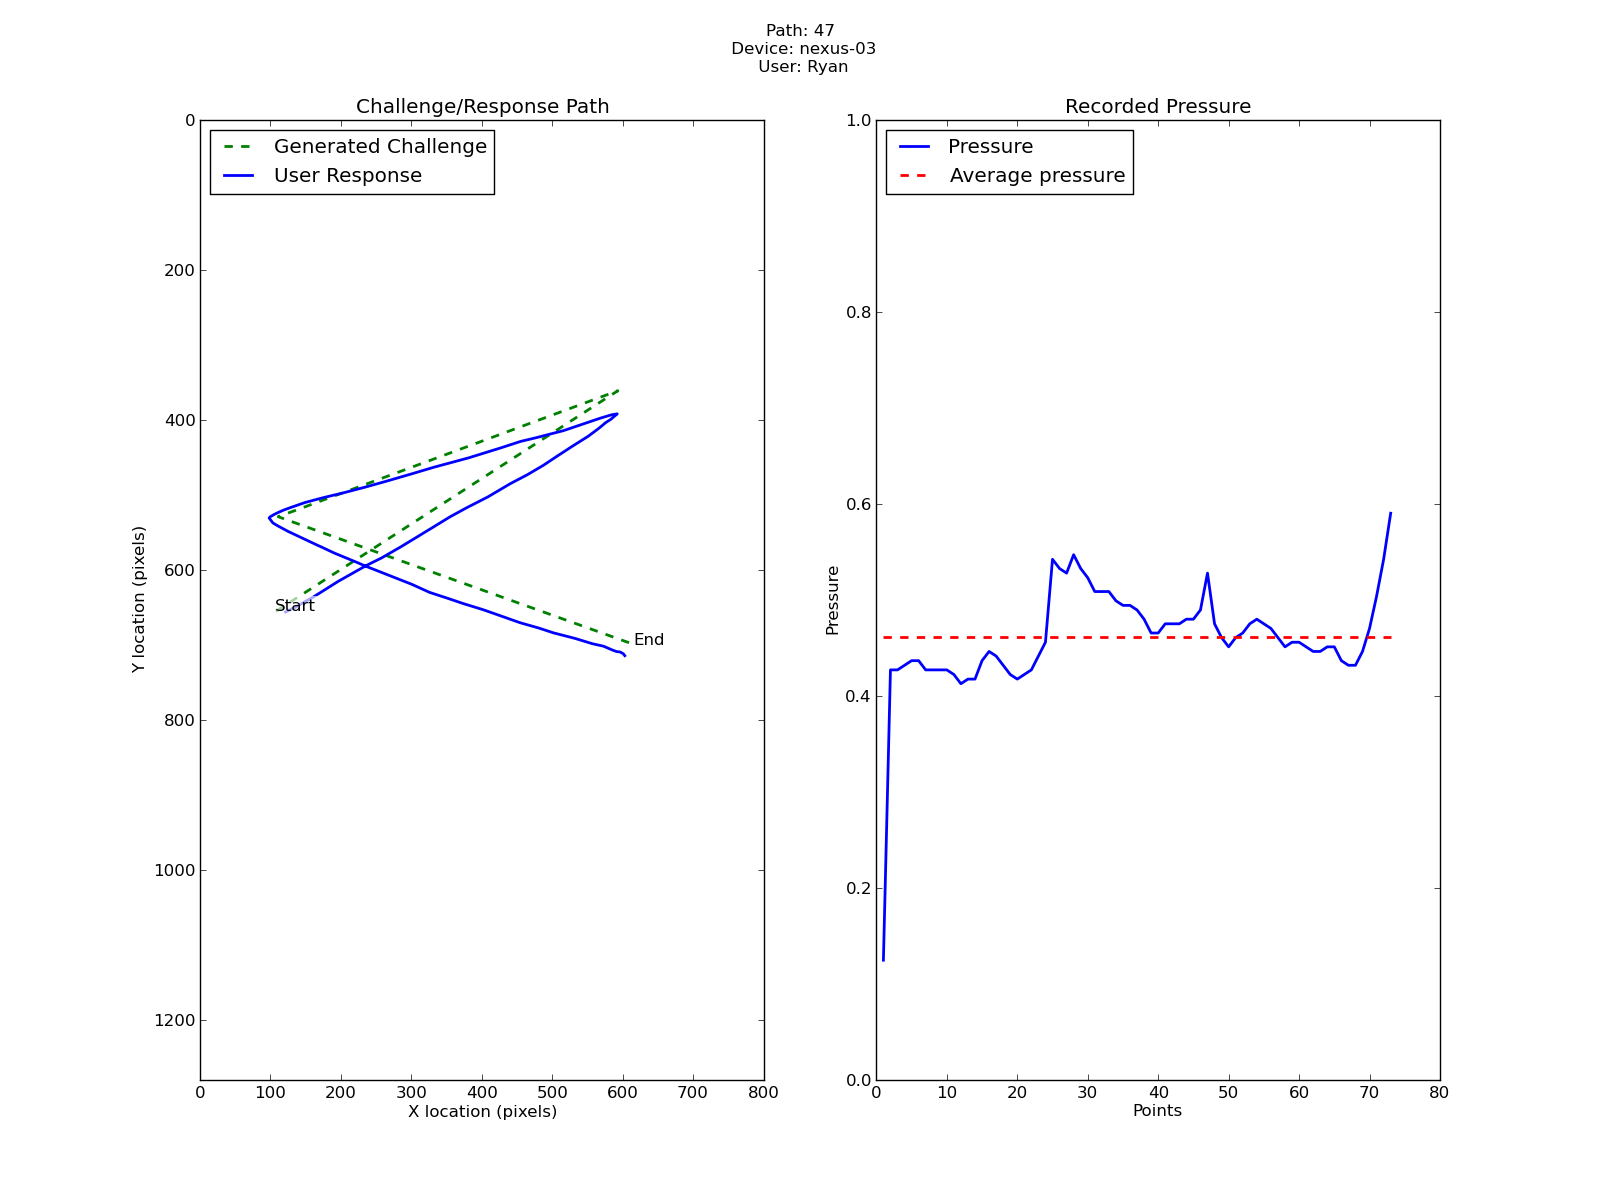 Path: 47
Device: nexus-03
User: Ryan
Challenge/Response Path
Generated Challenge
User Response
0
200
400
600
800
1000
1200
Y location (pixels)
Start
End
0 100 200 300 400 500 600 700 800
X location (pixels)
Recorded Pressure
Pressure
Average pressure
1.0
0.8
0.6
0.4
0.2
0.0
Pressure
0 10 20 30 40 50 60 70 80
Points